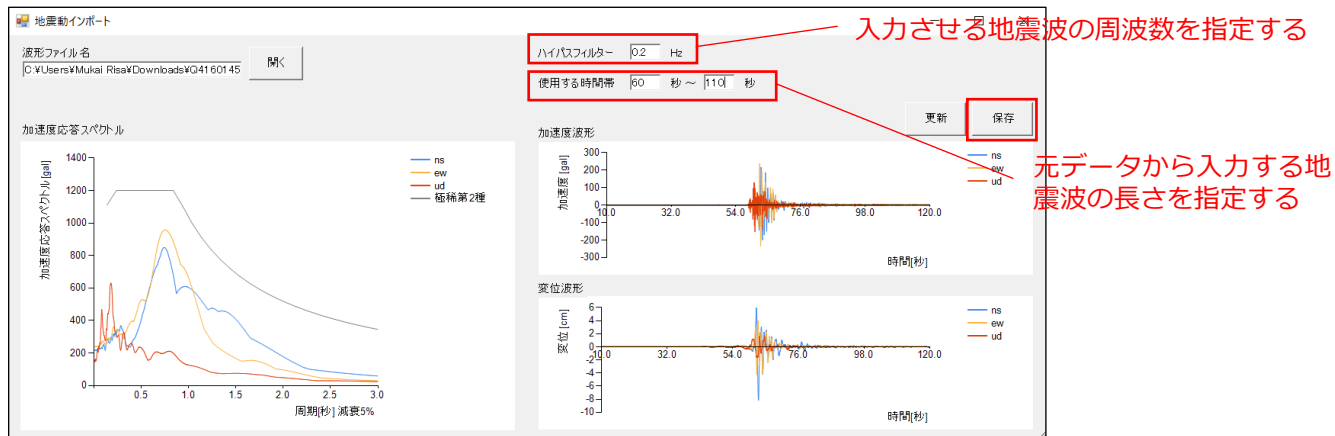 地震動インポート
入力させる地震波の周波数を指定する
波形ファイル名
C:¥Users¥Mukai Risa¥Downloads¥Q4160145
開く
ハイパスフィルター 0.2 Hz
使用する時間帯 60 秒 ~ 110 秒
更新
保存
加速度応答スペクトル
加速度応答スペクトル[gal]
1400
1200
1000
800
600
400
200
0
0.5 1.0 1.5 2.0 2.5 3.0
周期[秒] 減衰5%
ns
ew
ud
極稀第2種
加速度波形
加速度 [gal]
300
200
100
0
-100
-200
-300
10.0 32.0 54.0 76.0 98.0 120.0
時間[秒]
ns
ew
ud
元データから入力する地
震波の長さを指定する
変位波形
変位 [cm]
6
4
2
0
-2
-4
-6
-8
-10
10.0 32.0 54.0 76.0 98.0 120.0
時間[秒]
ns
ew
ud